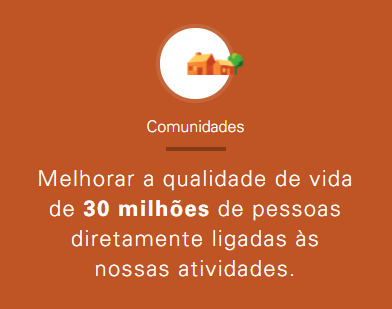 Comunidades
Melhorar a qualidade de vida
de 30 milhões de pessoas
diretamente ligadas às
nossas atividades.